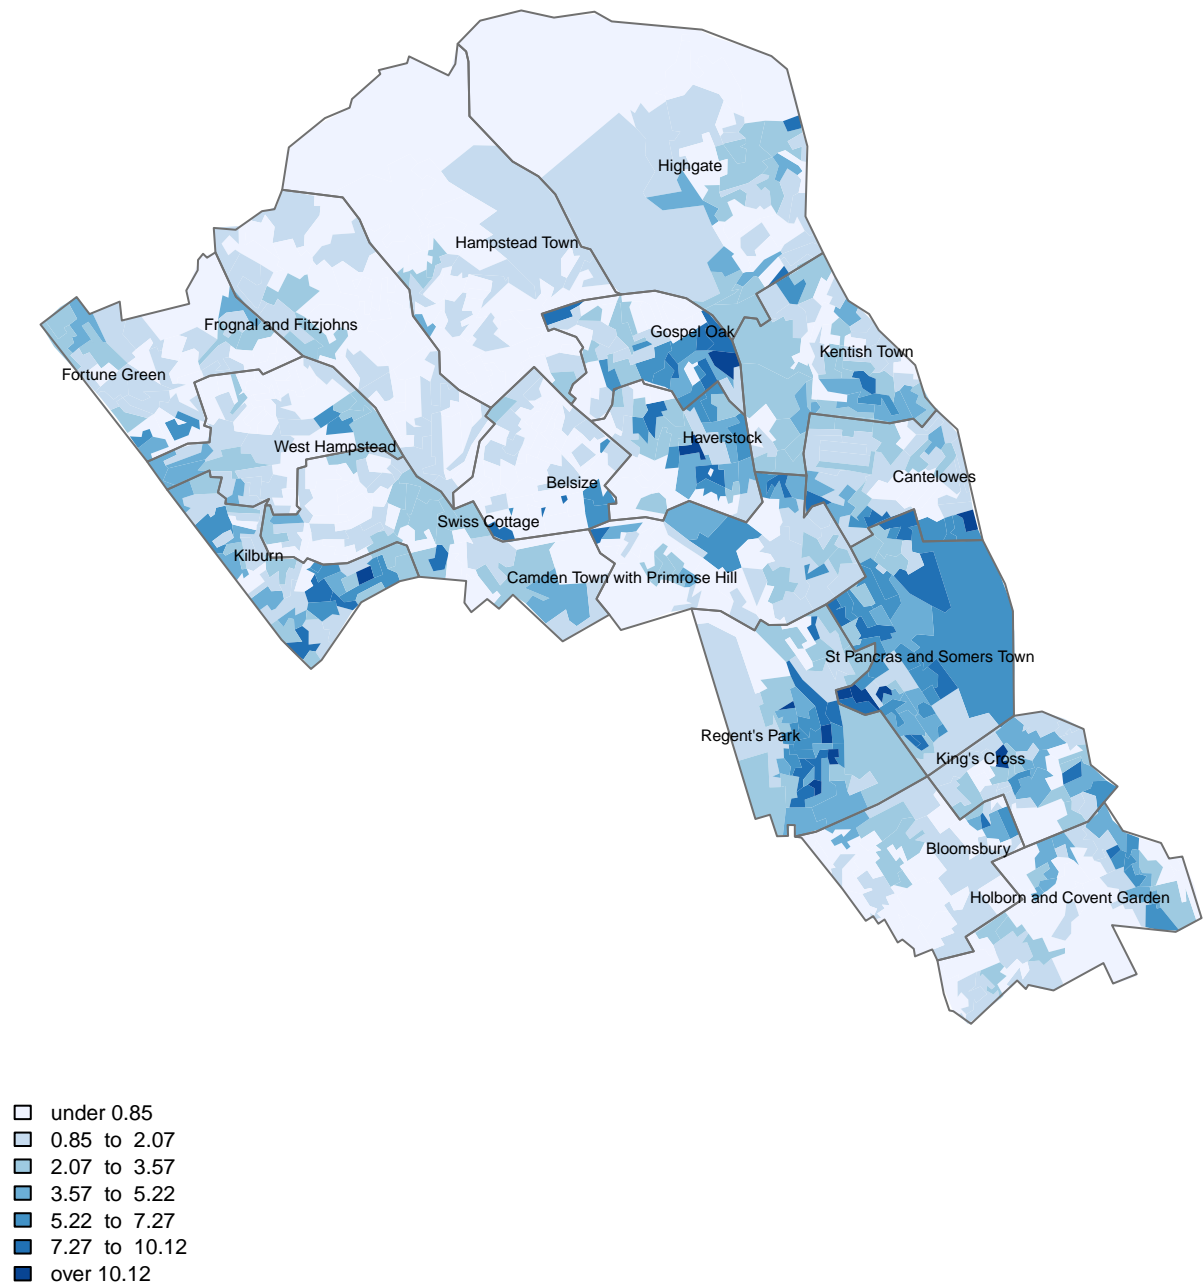 Highgate
Hampstead Town
Frognal and Fitzjohns
Gospel Oak
Kentish Town
Fortune Green
Haverstock
West Hampstead
Cantelowes
Belsize
Swiss Cottage
Kilburn
Camden Town with Primrose Hill
St Pancras and Somers Town
Regent's Park
King's Cross
Bloomsbury
Holborn and Covent Garden
under 0.85
0.85 to 2.07
2.07 to 3.57
3.57 to 5.22
5.22 to 7.27
7.27 to 10.12
over 10.12